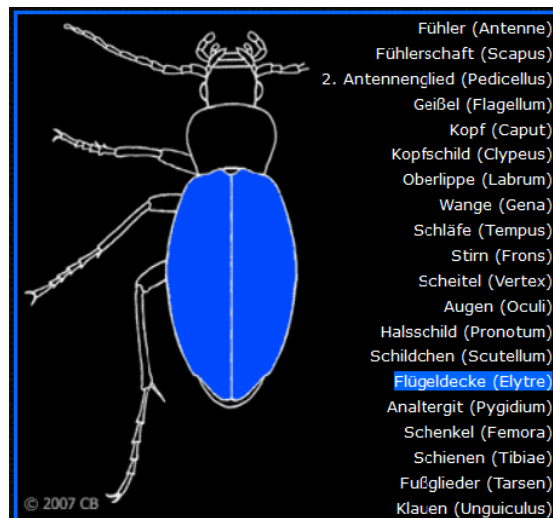 Fühler (Antenne)
Fühlerschaft (Scapus)
2. Antennenglied (Pedicellus)
Geißel (Flagellum)
Kopf (Caput)
Kopfschild (Clypeus)
Oberlippe (Labrum)
Wange (Gena)
Schläfe (Tempus)
Stirn (Frons)
Scheitel (Vertex)
Augen (Oculi)
Halsschild (Pronotum)
Schildchen (Scutellum)
Flügeldecke (Elytre)
Analtergit (Pygidium)
Schenkel (Femora)
Schienen (Tibiae)
Fußglieder (Tarsen)
Klauen (Unguiculus)
© 2007 CB